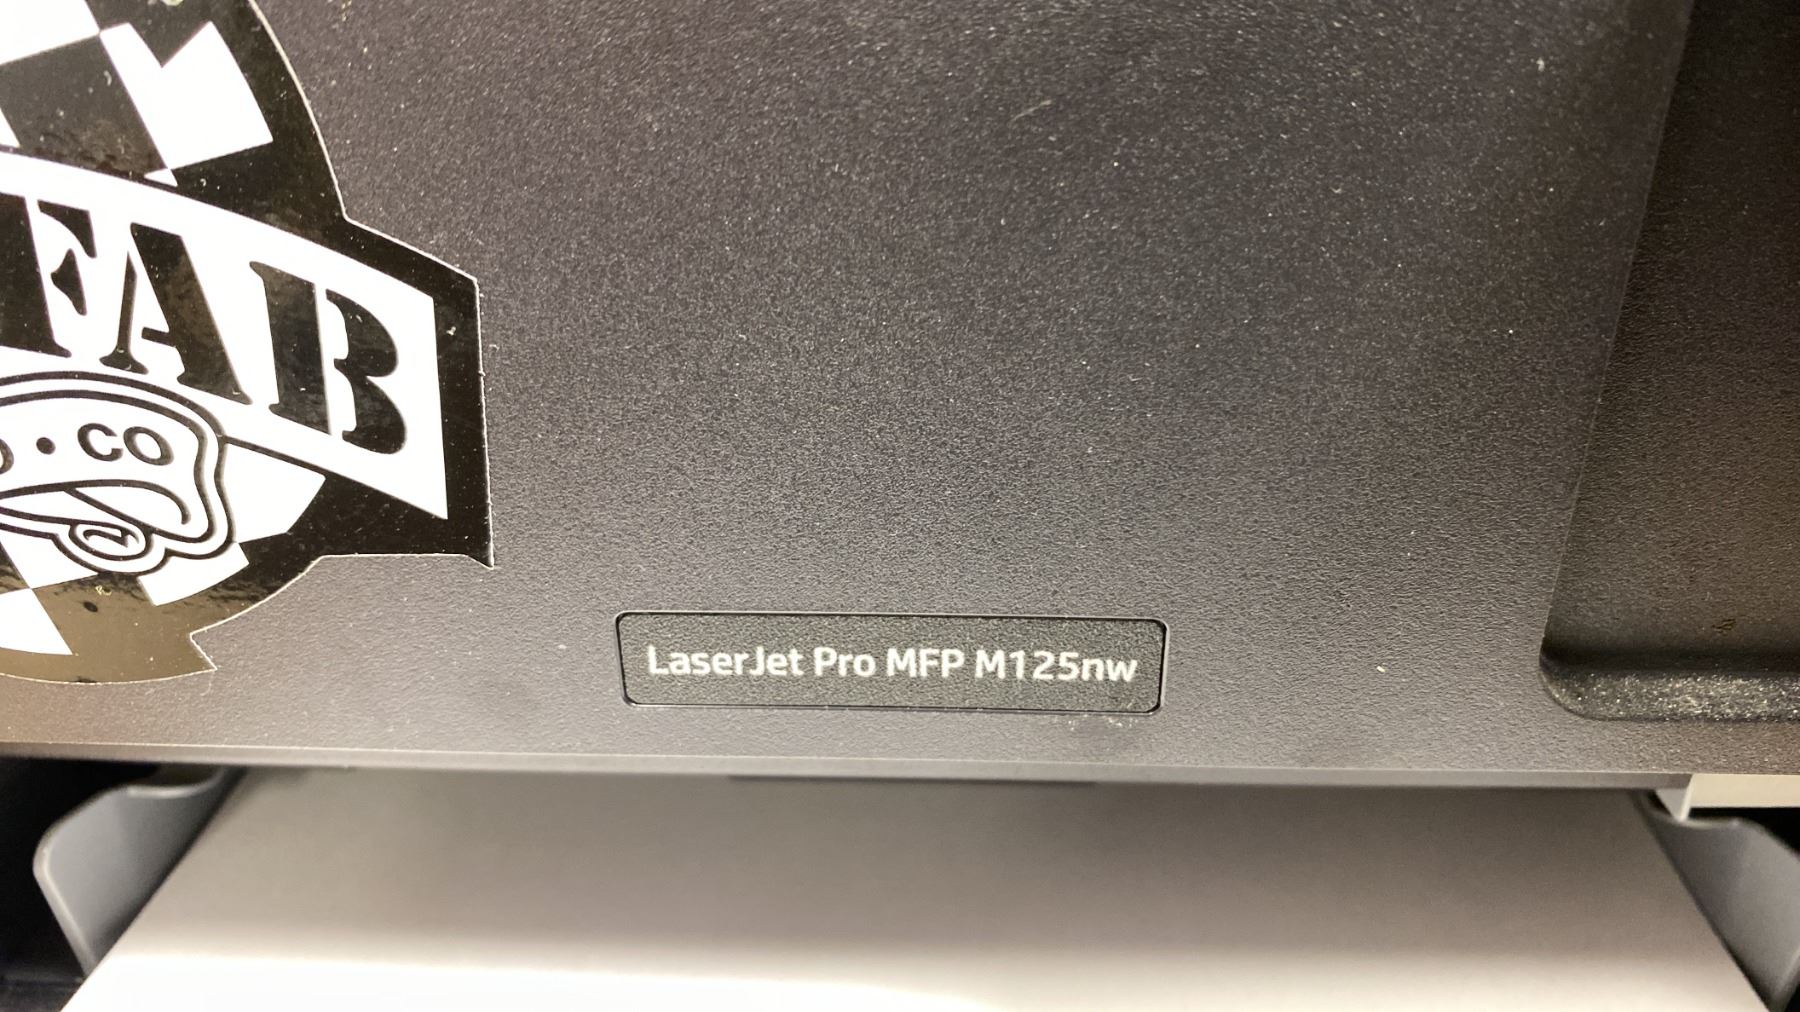 FAB
CO
LaserJet Pro MFP M125nw